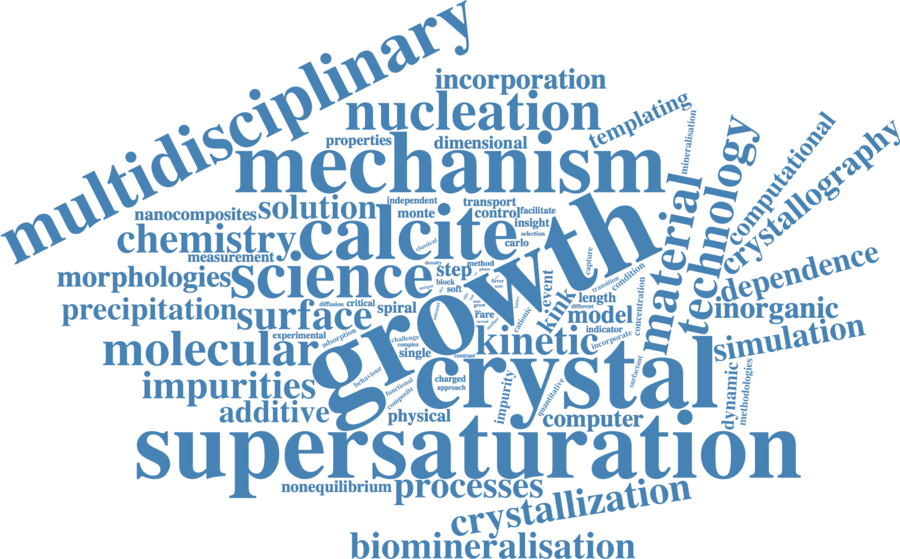 multidisciplinary
incorporation
nucleation
templating
mineralisation
properties
dimensional
mechanism
technology
computational
crystallography
material
independent
transport
nanocomposites
solution
monte
control
facilitate
insight
selection
chemistry
calcite
classical
carlo
measurement
growth
capture
morphologies
science
density
step
method
phase
block
soft
favor
event
transition
condition
dependence
precipitation
surface
diffusion
critical
spiral
rare
cationic
kink
length
different
model
concentration
inorganic
experimental
adsorption
challenge
complex
single
contrast
kinetic
indicator
incorporate
simulation
molecular
behaviour
functional
composite
charged
approach
crystal
surfactant
dynamic
methodologies
impurities
additive
physical
impurity
quantitative
computer
supersaturation
nonequilibrium
processes
crystallization
biomineralisation